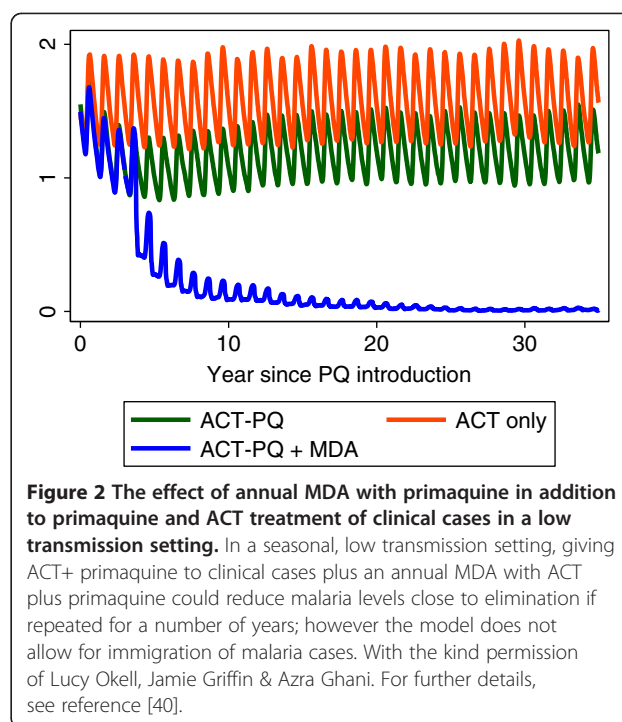 2
1
0
0 10 20 30
Year since PQ introduction
ACT-PQ ACT only
ACT-PQ + MDA
Figure 2 The effect of annual MDA with primaquine in addition
to primaquine and ACT treatment of clinical cases in a low
transmission setting. In a seasonal, low transmission setting, giving
ACT+ primaquine to clinical cases plus an annual MDA with ACT
plus primaquine could reduce malaria levels close to elimination if
repeated for a number of years; however the model does not
allow for immigration of malaria cases. With the kind permission
of Lucy Okell, Jamie Griffin & Azra Ghani. For further details,
see reference [40].